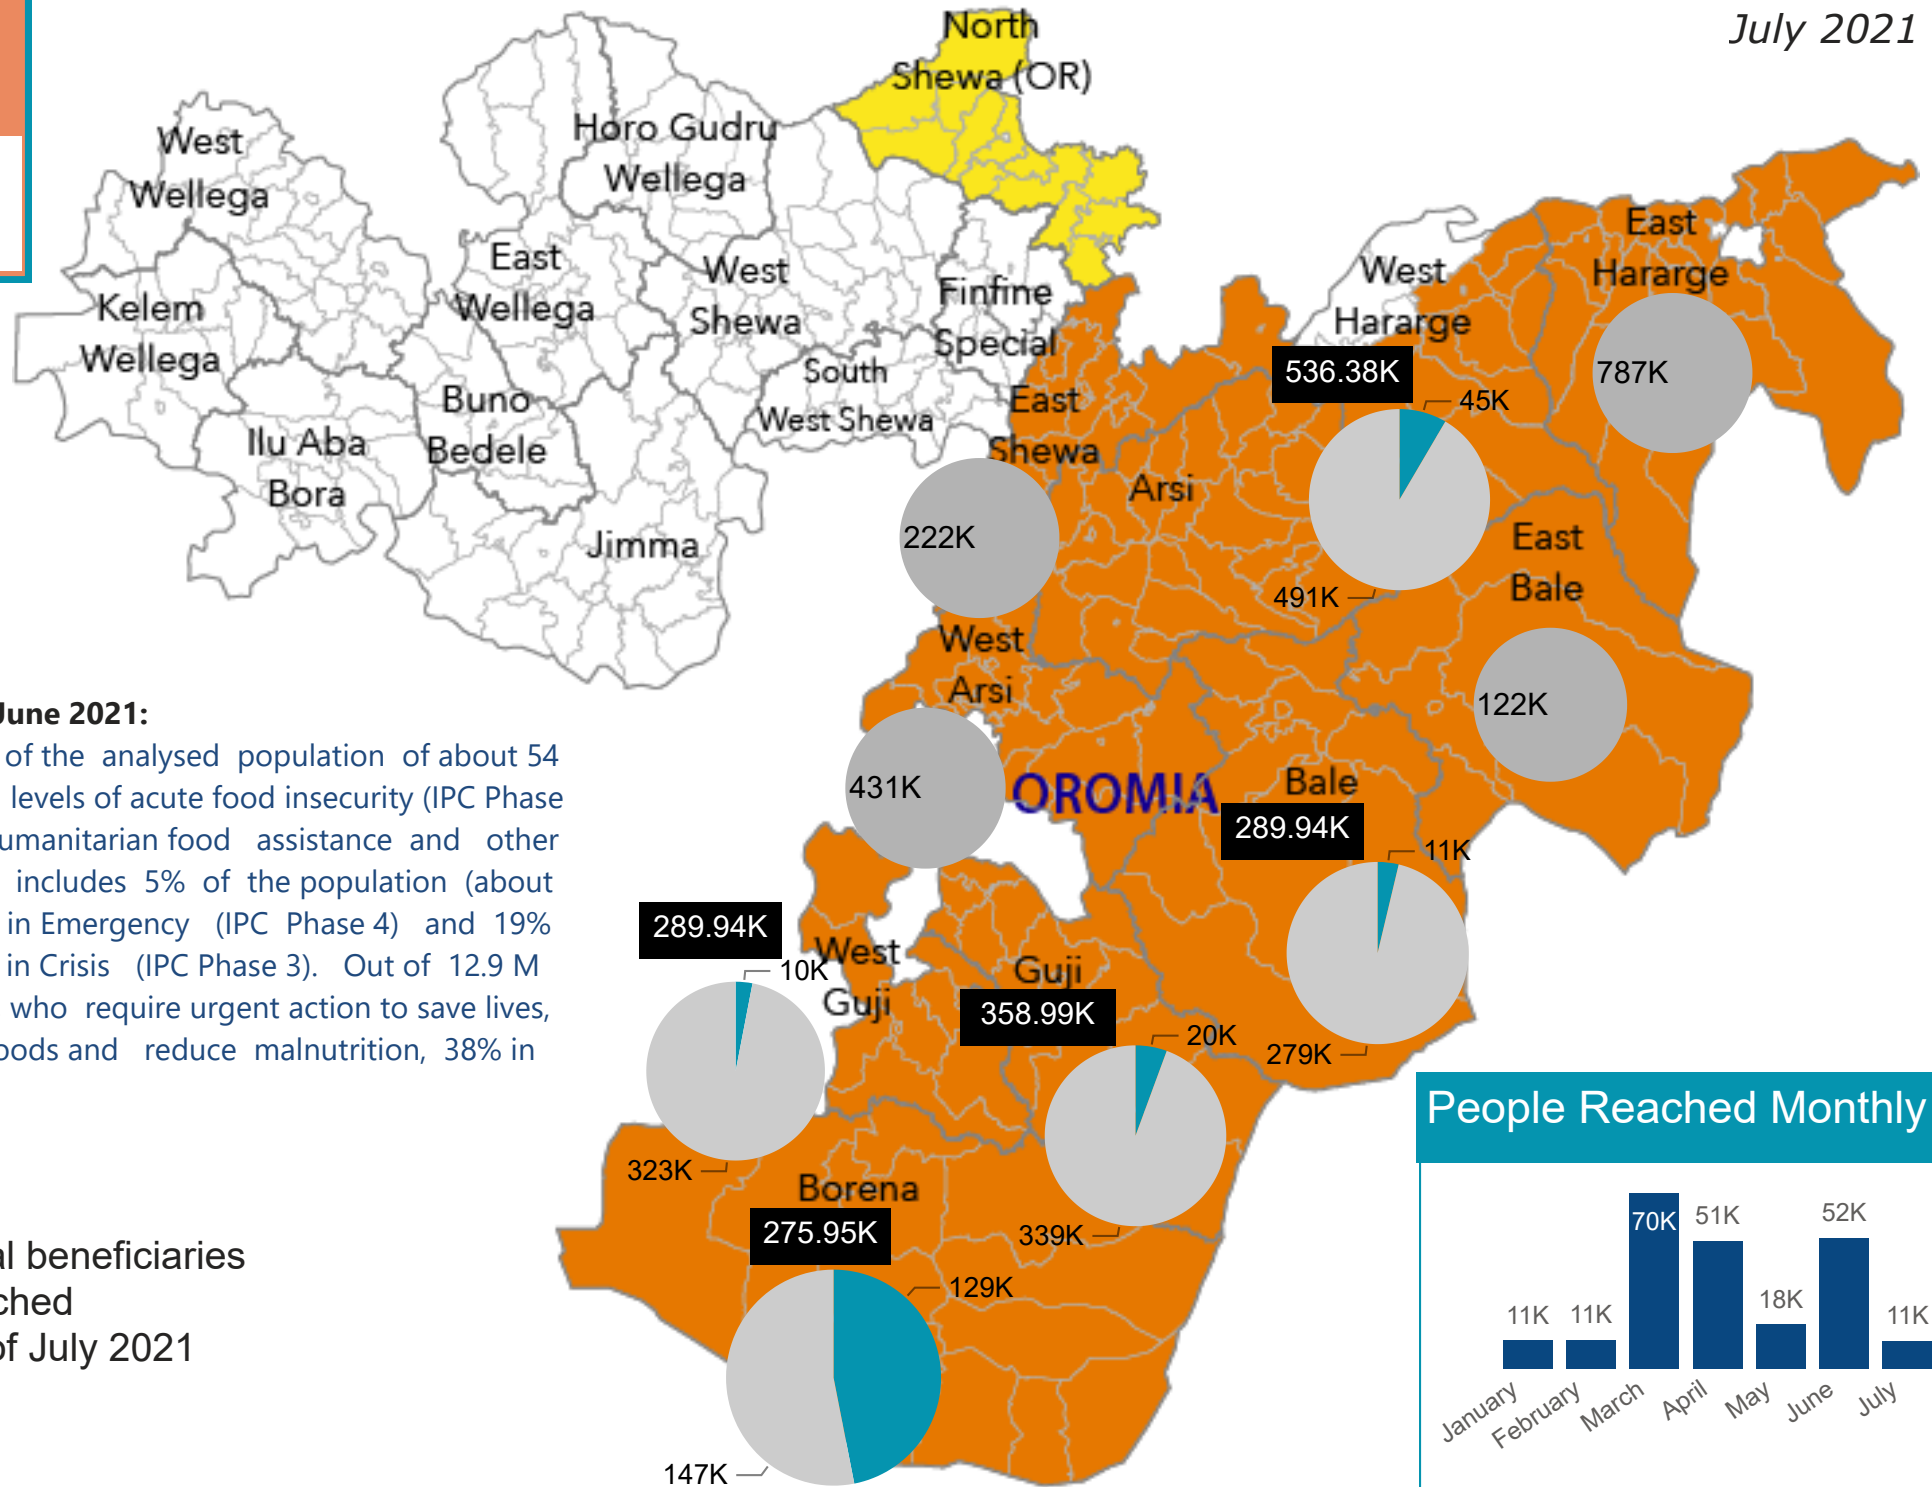 July 2021
North
Shewa (OR)
West
Wellega
Horo Gudru
Wellega
East
Hararge
West
Hararge
East
Wellega
West
Shewa
Finfine
Special
Kelem
Wellega
South
West Shewa
Buno
Bedele
Ilu Aba
Bora
East
Shewa
Arsi
Jimma
536.38K
45K
491K
787K
222K
East
Bale
122K
West
Arsi
431K
OROMIA
Bale
289.94K
11K
279K
June 2021:
of the analysed population of about 54
levels of acute food insecurity (IPC Phase
umanitarian food assistance and other
includes 5% of the population (about
in Emergency (IPC Phase 4) and 19%
in Crisis (IPC Phase 3). Out of 12.9 M
who require urgent action to save lives,
oods and reduce malnutrition, 38% in
289.94K
10K
323K
West
Guji
Guji
358.99K
20K
339K
Borena
275.95K
129K
147K
al beneficiaries
ched
of July 2021
People Reached Monthly
11K
11K
70K
51K
18K
52K
11K
January
February
March
April
May
June
July